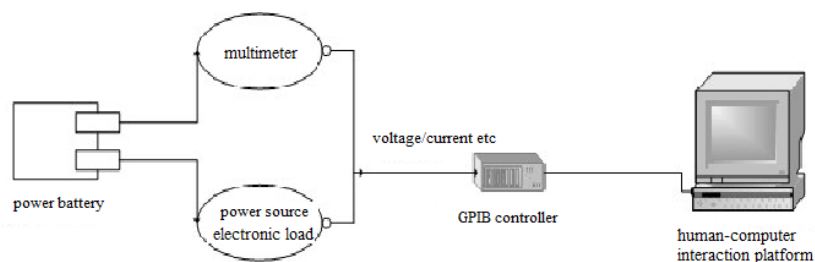 multimeter
voltage/current etc
power battery
power source
electronic load
GPIB controller
human-computer
interaction platform